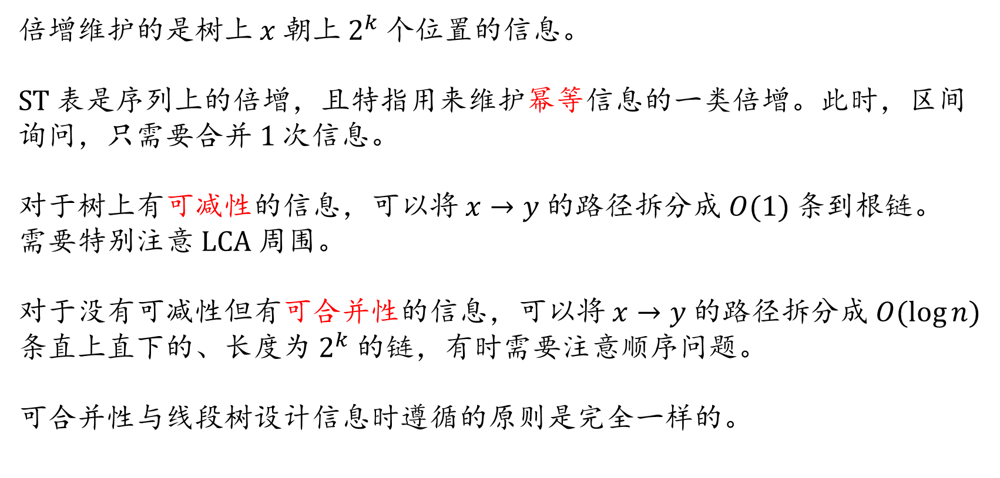 倍增维护的是树上 x 朝上 2^k 个位置的信息。
ST 表是序列上的倍增，且特指用来维护幂等信息的一类倍增。此时，区间
询问，只需要合并 1 次信息。
对于树上有可减性的信息，可以将 x → y 的路径拆分成 O(1) 条到根链。
需要特别注意 LCA 周围。
对于没有可减性但有可合并性的信息，可以将 x → y 的路径拆分成 O(log n)
条直上直下的、长度为 2^k 的链，有时需要注意顺序问题。
可合并性与线段树设计信息时遵循的原则是完全一样的。